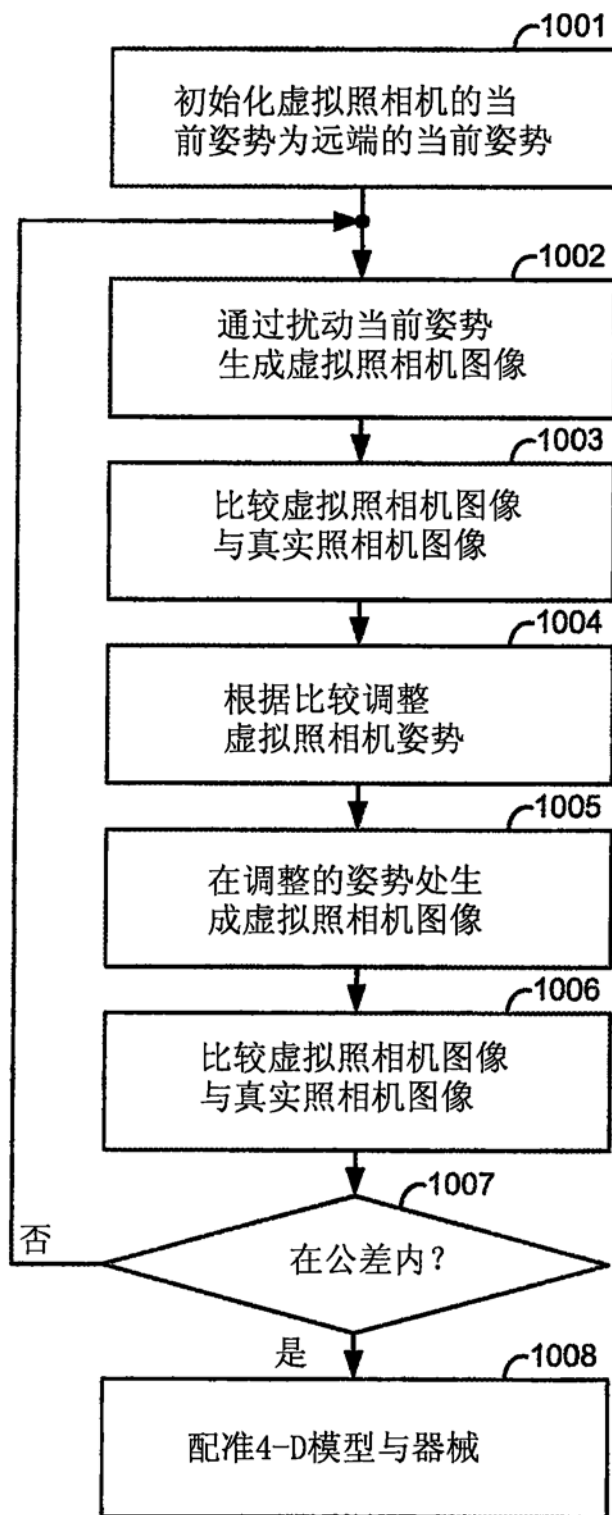 1001
初始化虚拟照相机的当
前姿势为远端的当前姿势
1002
通过扰动当前姿势
生成虚拟照相机图像
1003
比较虚拟照相机图像
与真实照相机图像
1004
根据比较调整
虚拟照相机姿势
1005
在调整的姿势处生
成虚拟照相机图像
1006
比较虚拟照相机图像
与真实照相机图像
1007
在公差内?
否
是
1008
配准4-D模型与器械